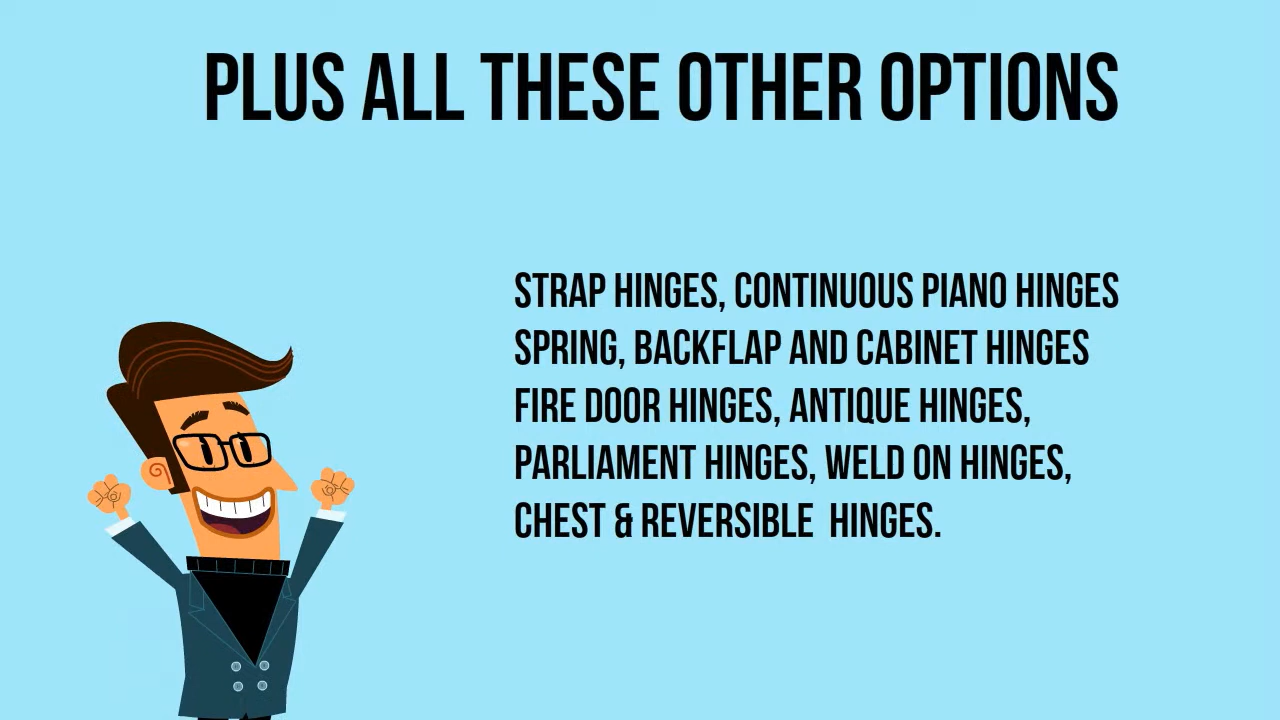 PLUS ALL THESE OTHER OPTIONS
STRAP HINGES, CONTINUOUS PIANO HINGES
SPRING, BACKFLAP AND CABINET HINGES
FIRE DOOR HINGES, ANTIQUE HINGES,
PARLIAMENT HINGES, WELD ON HINGES,
CHEST & REVERSIBLE  HINGES.